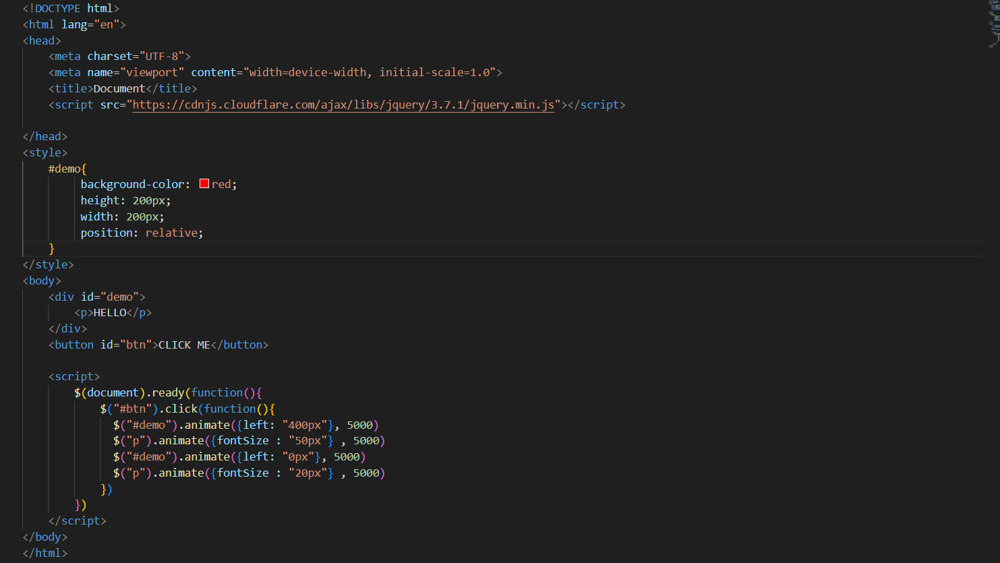 <!DOCTYPE html>
<html lang="en">
<head>
    <meta charset="UTF-8">
    <meta name="viewport" content="width=device-width, initial-scale=1.0">
    <title>Document</title>
    <script src="https://cdnjs.cloudflare.com/ajax/libs/jquery/3.7.1/jquery.min.js"></script>

</head>
<style>
    #demo{
         background-color: red;
         height: 200px;
         width: 200px;
         position: relative;
    }
</style>
<body>
    <div id="demo">
        <p>HELLO</p>
    </div>
    <button id="btn">CLICK ME</button>

    <script>
        $(document).ready(function(){
            $("#btn").click(function(){
              $("#demo").animate({left: "400px"}, 5000)
              $("p").animate({fontSize : "50px"} , 5000)
              $("#demo").animate({left: "0px"}, 5000)
              $("p").animate({fontSize : "20px"} , 5000)
            })
        })
    </script>
</body>
</html>